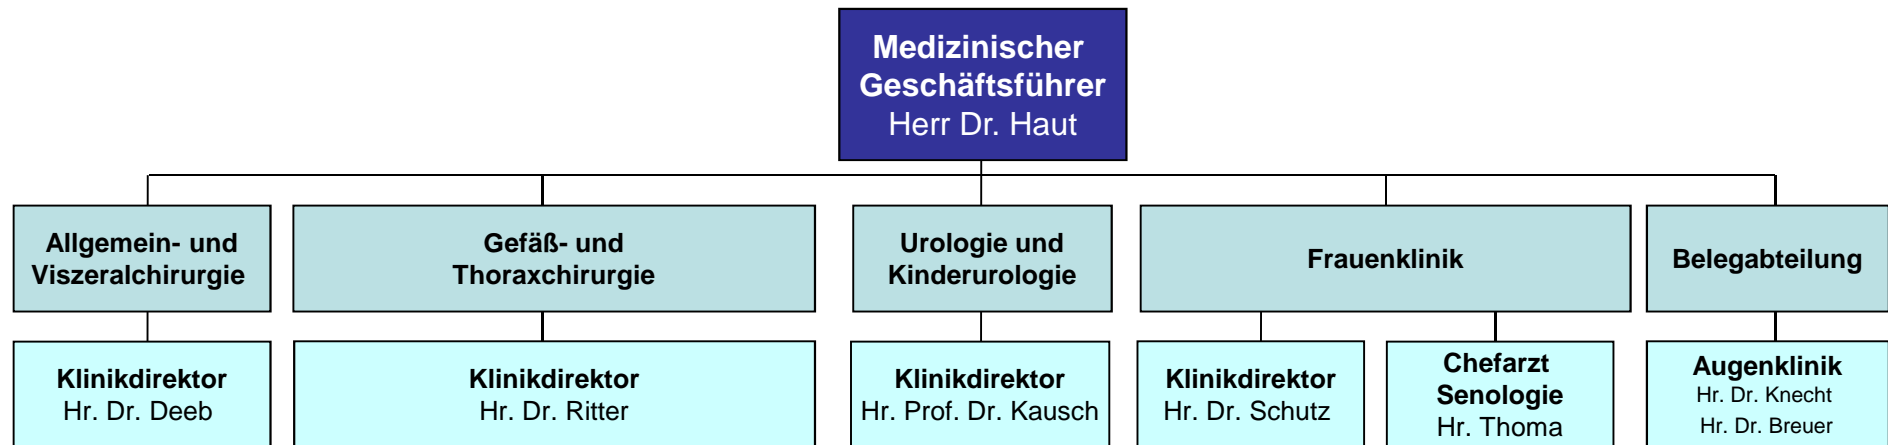 Medizinischer
Geschäftsführer
Herr Dr. Haut
Allgemein- und
Viszeralchirurgie
Gefäß- und
Thoraxchirurgie
Urologie und
Kinderurologie
Frauenklinik
Belegabteilung
Klinikdirektor
Hr. Dr. Deeb
Klinikdirektor
Hr. Dr. Ritter
Klinikdirektor
Hr. Prof. Dr. Kausch
Klinikdirektor
Hr. Dr. Schutz
Chefarzt
Senologie
Hr. Thoma
Augenklinik
Hr. Dr. Knecht
Hr. Dr. Breuer